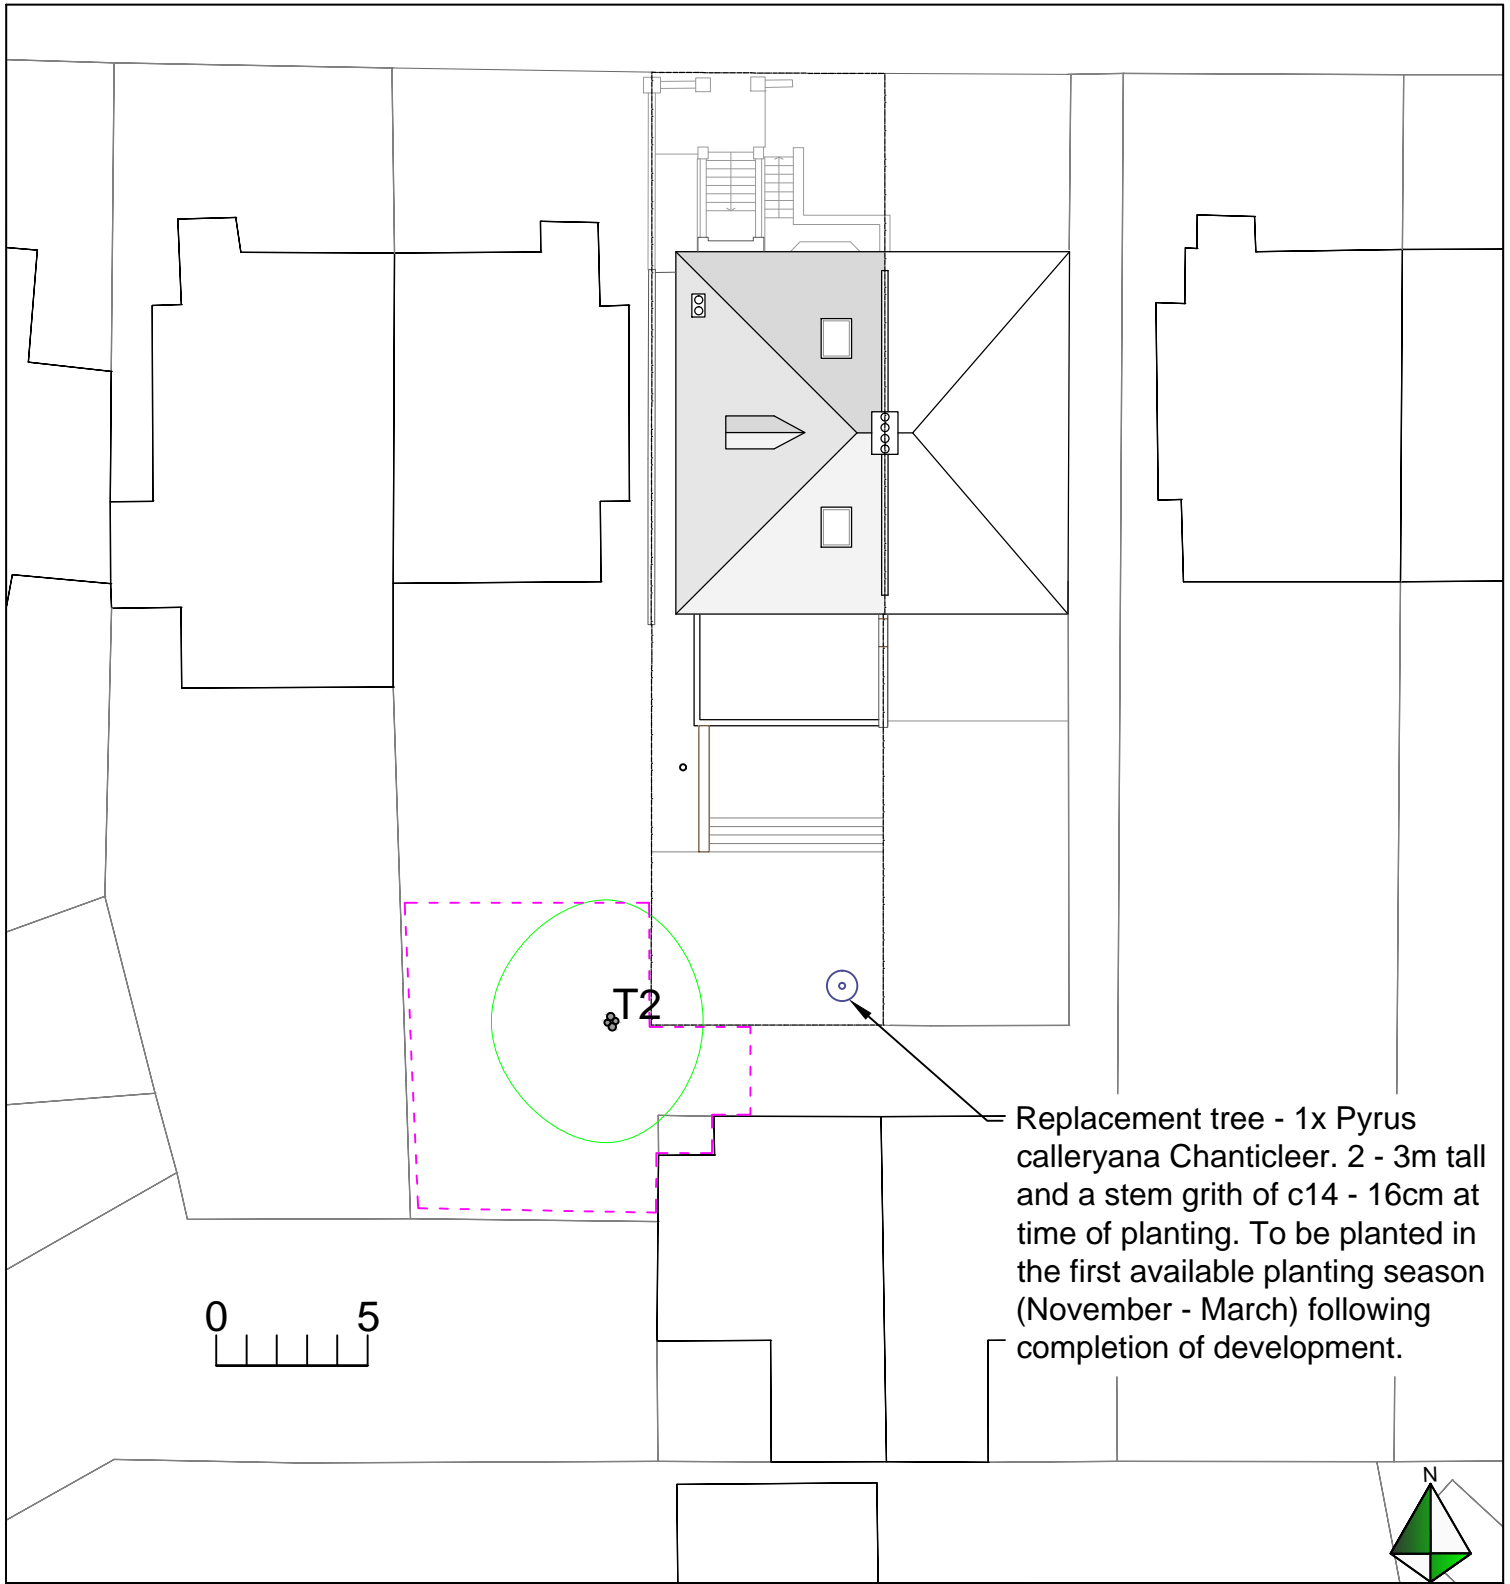 T2
Replacement tree - 1x Pyrus
calleryana Chanticleer. 2 - 3m tall
and a stem grith of c14 - 16cm at
time of planting. To be planted in
the first available planting season
(November - March) following
completion of development.
0 5
N